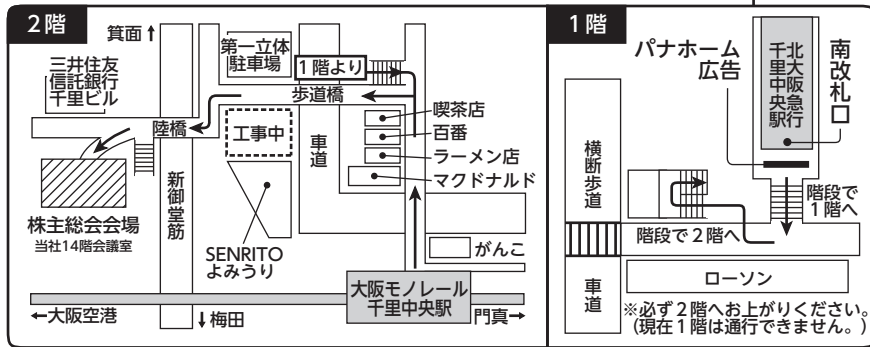 2階
箕面↑
三井住友
信託銀行
千里ビル
第一立体
駐車場
1階より
歩道橋
陸橋
工事中
車道
喫茶店
百番
ラーメン店
マクドナルド
新御堂筋
株主総会会場
当社14階会議室
SENRITO
よみうり
がんこ
大阪モノレール
千里中央駅
←大阪空港
↓梅田
門真→
1階
パナホーム
広告
北大阪急行
千里中央駅
南改札口
横断歩道
階段で
1階へ
階段で2階へ
車道
ローソン
※必ず2階へお上がりください。
(現在1階は通行できません。)